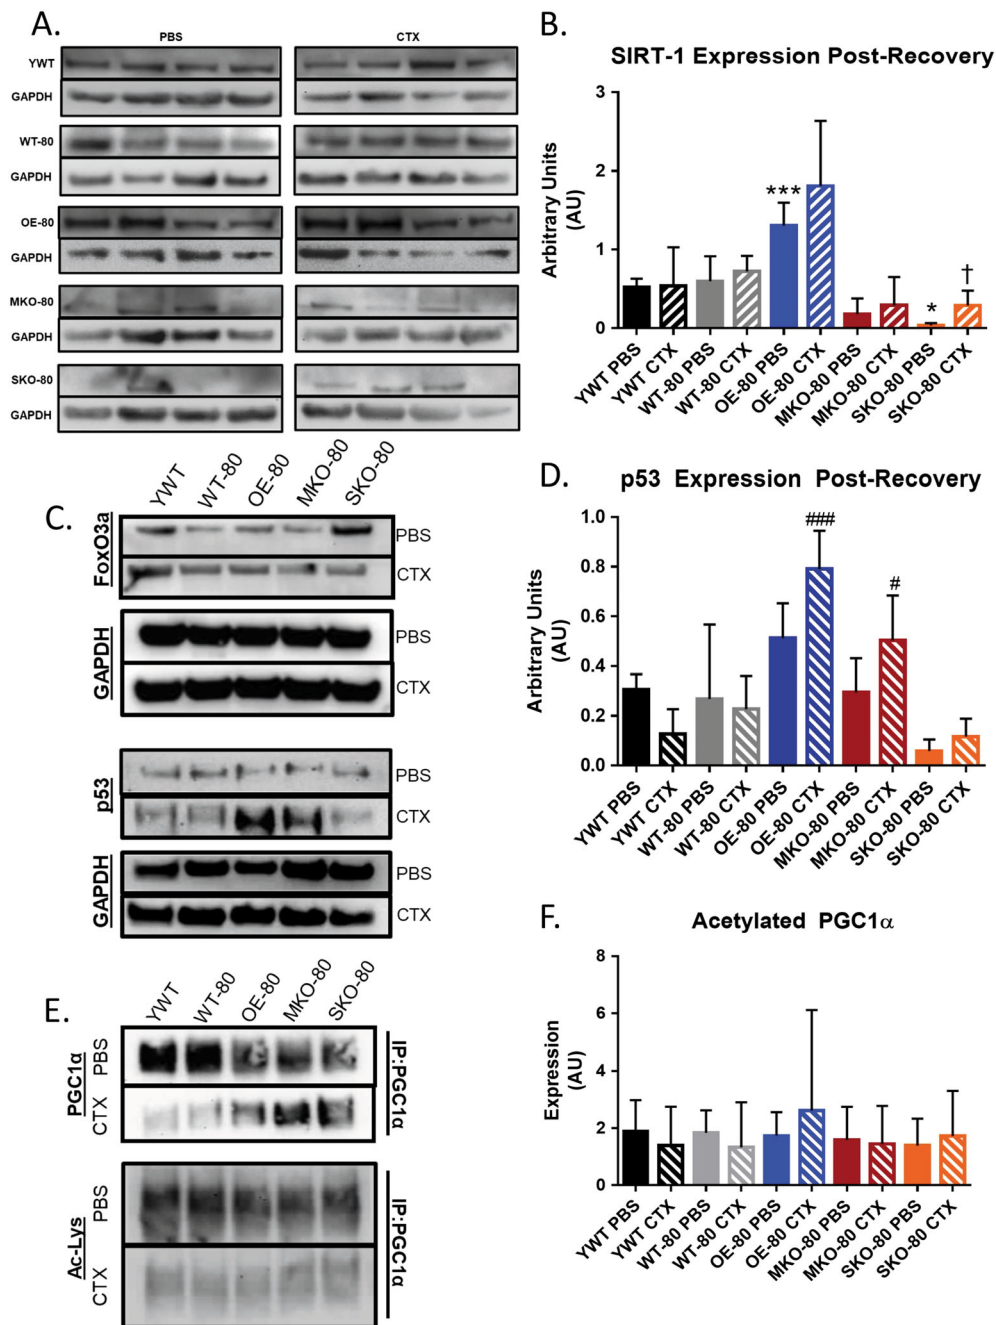 A.
PBS
CTX
YWT
GAPDH
WT-80
GAPDH
OE-80
GAPDH
MKO-80
GAPDH
SKO-80
GAPDH
B.
SIRT-1 Expression Post-Recovery
Arbitrary Units
(AU)
3
2
1
0
***
*
†
YWT PBS
YWT CTX
WT-80 PBS
WT-80 CTX
OE-80 PBS
OE-80 CTX
MKO-80 PBS
MKO-80 CTX
SKO-80 PBS
SKO-80 CTX
C.
YWT
WT-80
OE-80
MKO-80
SKO-80
FoxO3a
PBS
CTX
GAPDH
PBS
CTX
p53
PBS
CTX
GAPDH
PBS
CTX
D.
p53 Expression Post-Recovery
Arbitrary Units
(AU)
1.0
0.8
0.6
0.4
0.2
0.0
###
#
YWT PBS
YWT CTX
WT-80 PBS
WT-80 CTX
OE-80 PBS
OE-80 CTX
MKO-80 PBS
MKO-80 CTX
SKO-80 PBS
SKO-80 CTX
E.
YWT
WT-80
OE-80
MKO-80
SKO-80
PGC1α
PBS
CTX
IP:PGC1α
Ac-Lys
PBS
CTX
IP:PGC1α
F.
Acetylated PGC1α
Expression
(AU)
8
6
4
2
0
YWT PBS
YWT CTX
WT-80 PBS
WT-80 CTX
OE-80 PBS
OE-80 CTX
MKO-80 PBS
MKO-80 CTX
SKO-80 PBS
SKO-80 CTX